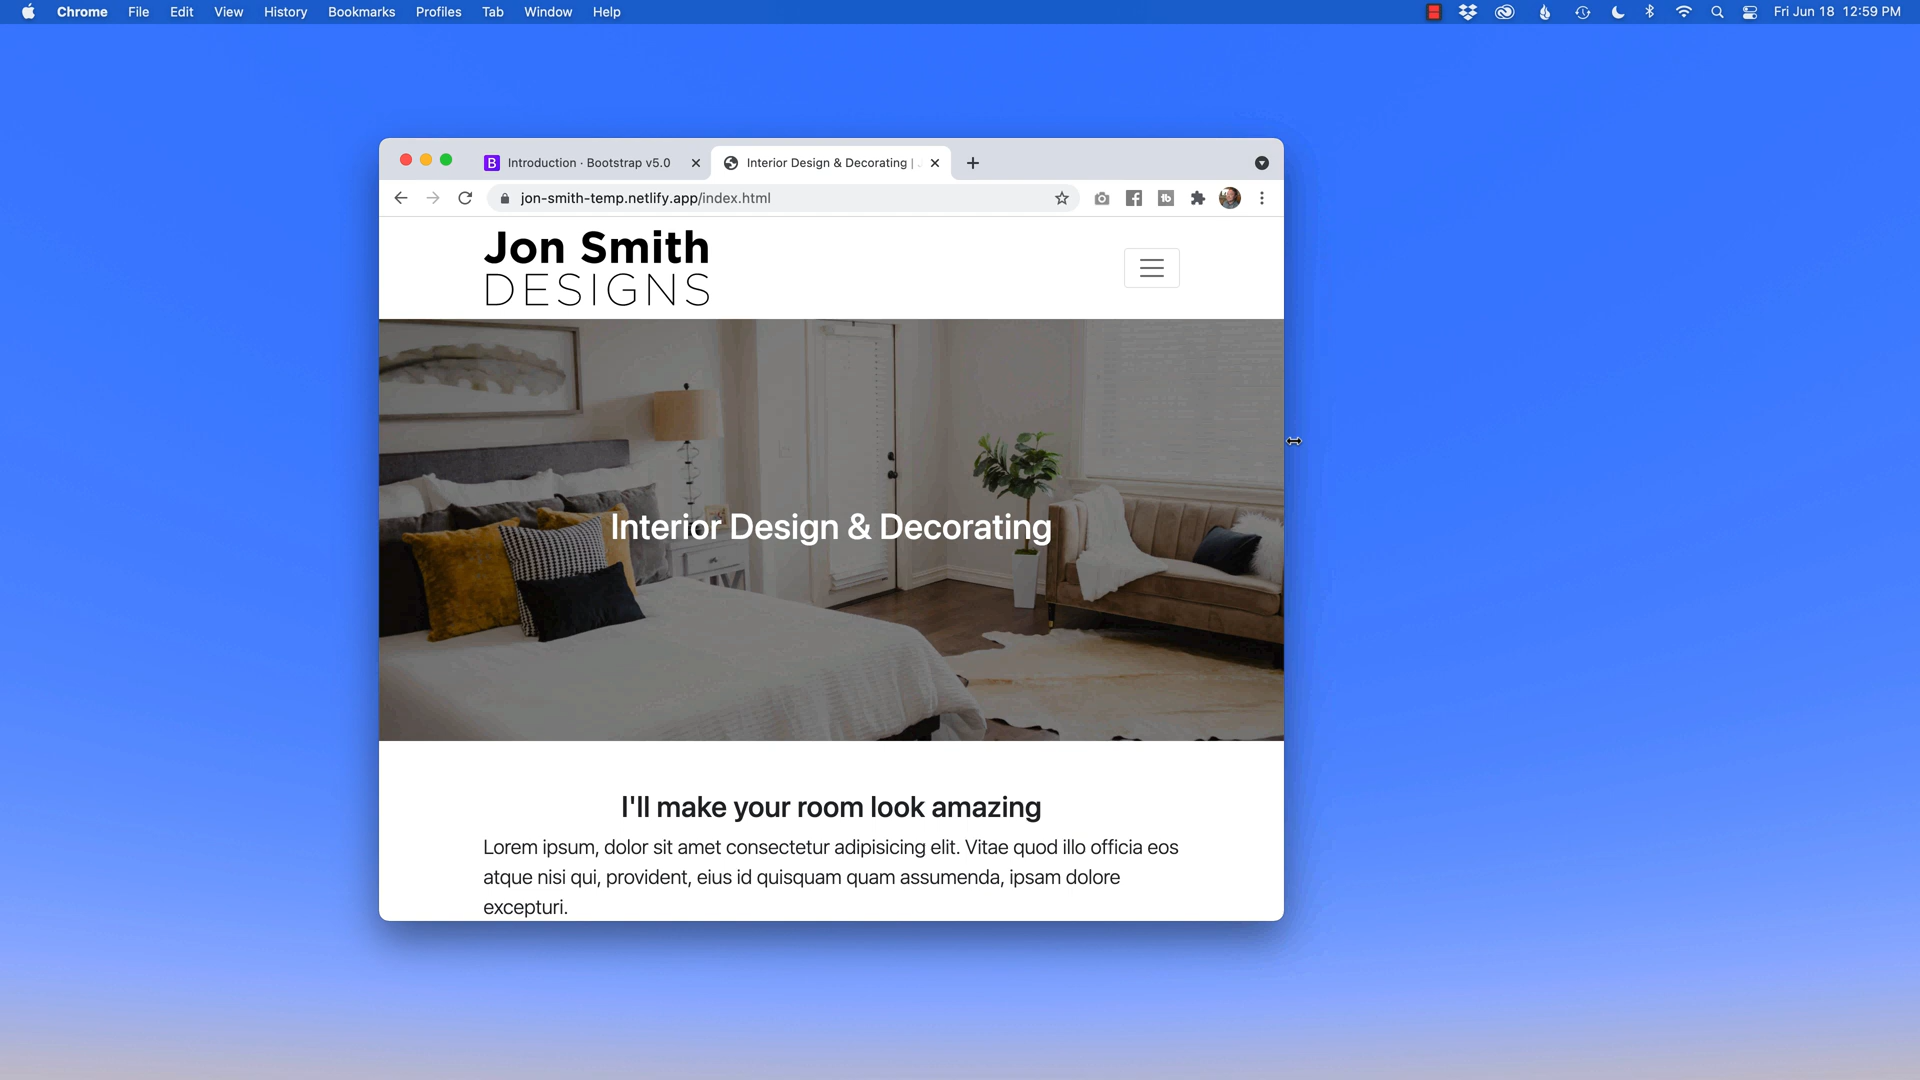 Chrome File Edit View History Bookmarks Profiles Tab Window Help
Fri Jun 18 12:59 PM
B Introduction · Bootstrap v5.0
Interior Design & Decorating |
jon-smith-temp.netlify.app/index.html
Jon Smith
DESIGNS
Interior Design & Decorating
I'll make your room look amazing
Lorem ipsum, dolor sit amet consectetur adipisicing elit. Vitae quod illo officia eos
atque nisi qui, provident, eius id quisquam quam assumenda, ipsam dolore
excepturi.